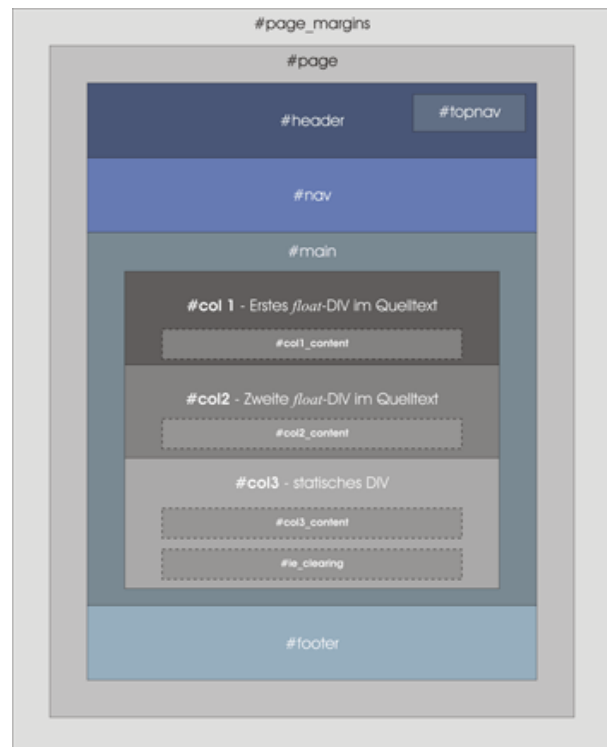 #page_margins
#page
#header
#topnav
#nav
#main
#col 1 - Erstes float-DIV im Quelltext
#col1_content
#col2 - Zweite float-DIV im Quelltext
#col2_content
#col3 - statisches DIV
#col3_content
#ie_clearing
#footer